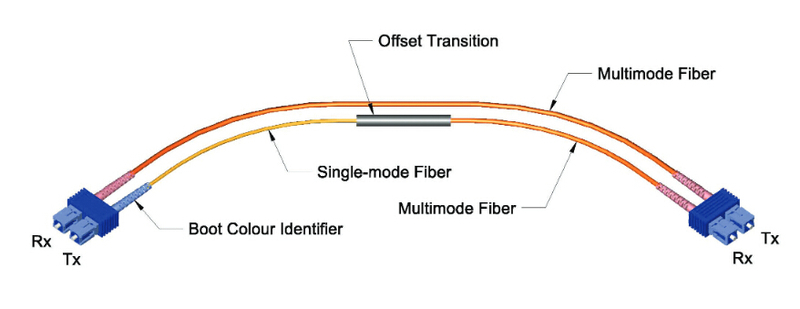 Offset Transition
Multimode Fiber
Single-mode Fiber
Multimode Fiber
Boot Colour Identifier
Rx
Tx
Tx
Rx